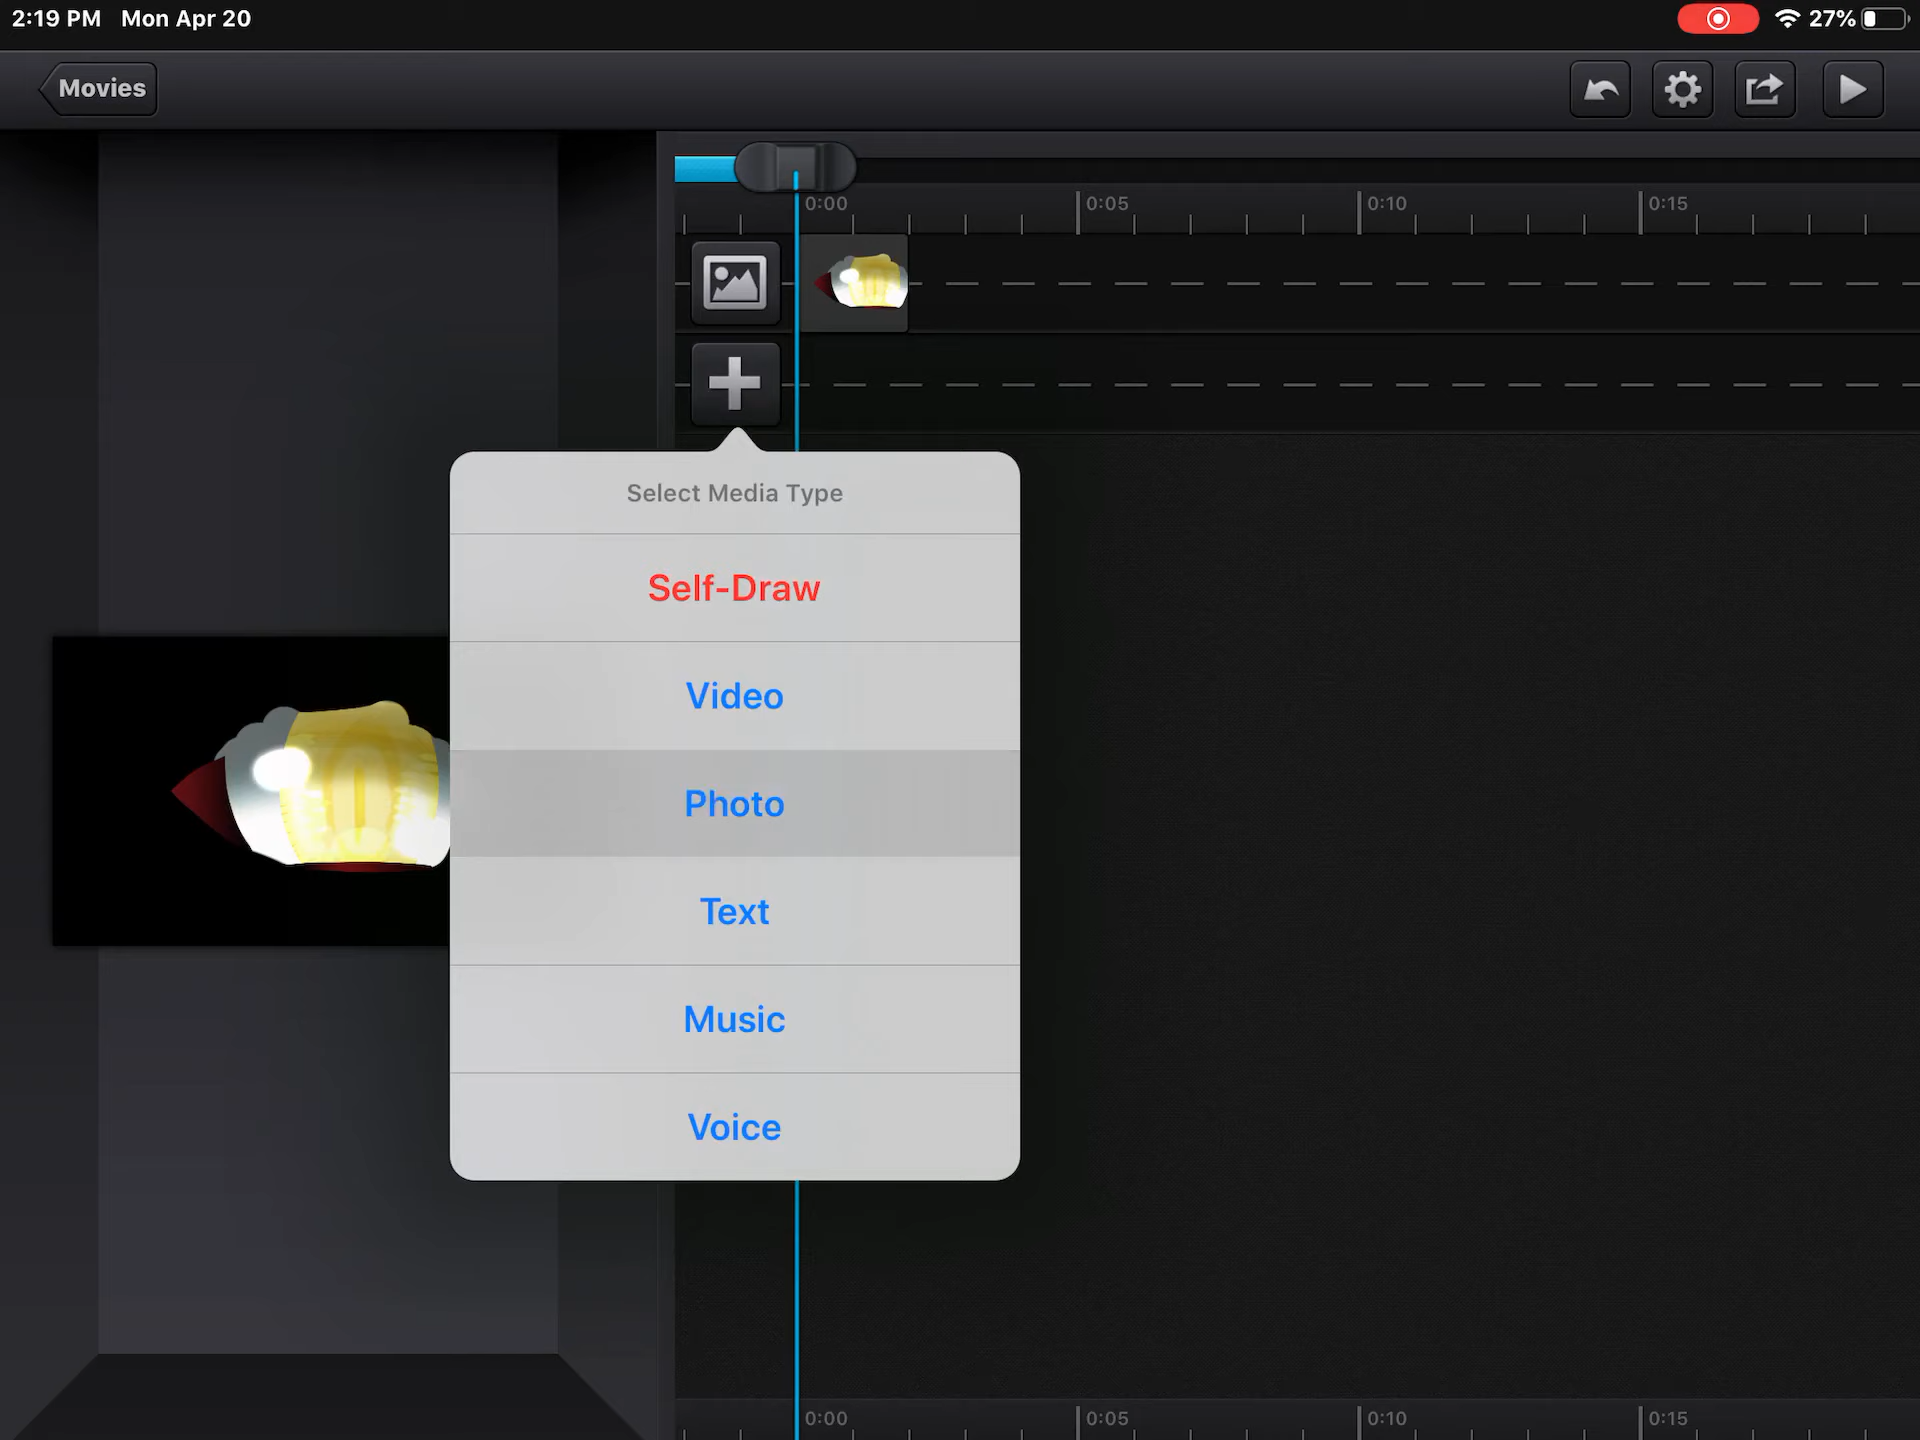 2:19 PM Mon Apr 20
27%
Movies
0:00 0:05 0:10 0:15
Select Media Type
Self-Draw
Video
Photo
Text
Music
Voice
0:00 0:05 0:10 0:15